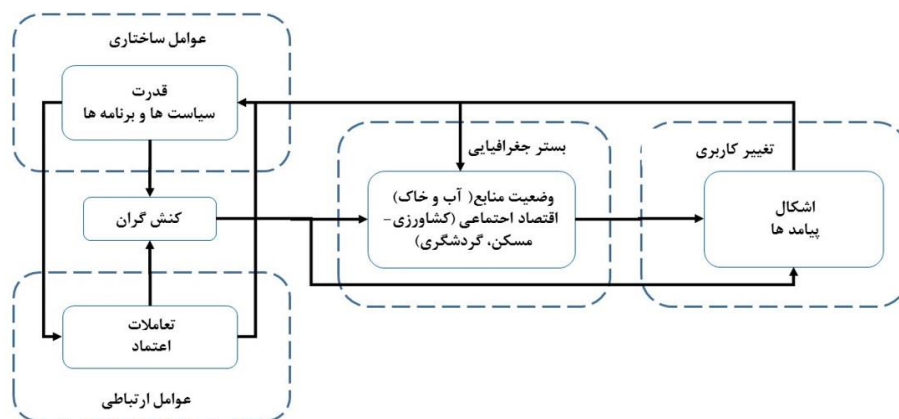 عوامل ساختاری
قدرت
سیاست ها و برنامه ها
کنش گران
تعاملات
اعتماد
عوامل ارتباطی
بستر جغرافیایی
وضعیت منابع( آب و خاک)
اقتصاد اجتماعی (کشاورزی-
مسکن، گردشگری)
تغییر کاربری
اشکال
پیامد ها